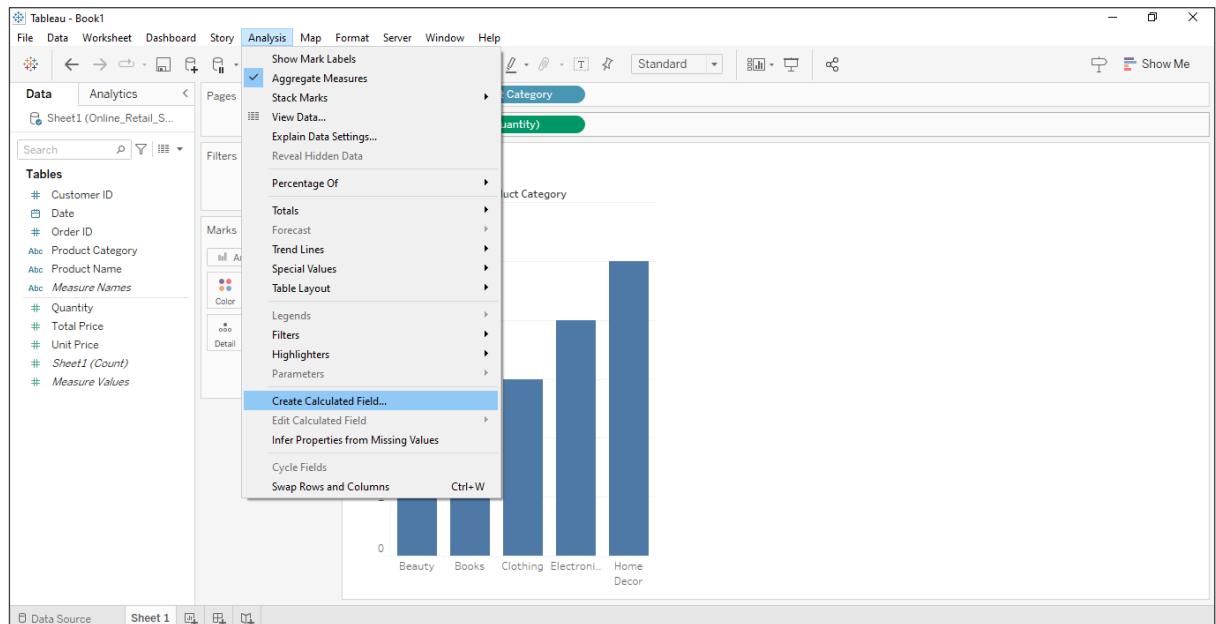 Tableau - Book1
File Data Worksheet Dashboard Story Analysis Map Format Server Window Help
Standard
Show Me
Data Analytics
Sheet1 (Online_Retail_S...
Search
Tables
Customer ID
Date
Order ID
Abc Product Category
Abc Product Name
Abc Measure Names
Quantity
Total Price
Unit Price
Sheet1 (Count)
Measure Values
Pages
Filters
Marks
Color
Detail
Show Mark Labels
Aggregate Measures
Stack Marks
View Data...
Explain Data Settings...
Reveal Hidden Data
Percentage Of
Totals
Forecast
Trend Lines
Special Values
Table Layout
Legends
Filters
Highlighters
Parameters
Create Calculated Field...
Edit Calculated Field
Infer Properties from Missing Values
Cycle Fields
Swap Rows and Columns Ctrl+W
Category
uantity)
uct Category
0
Beauty Books Clothing Electroni.. Home
Decor
Data Source Sheet 1